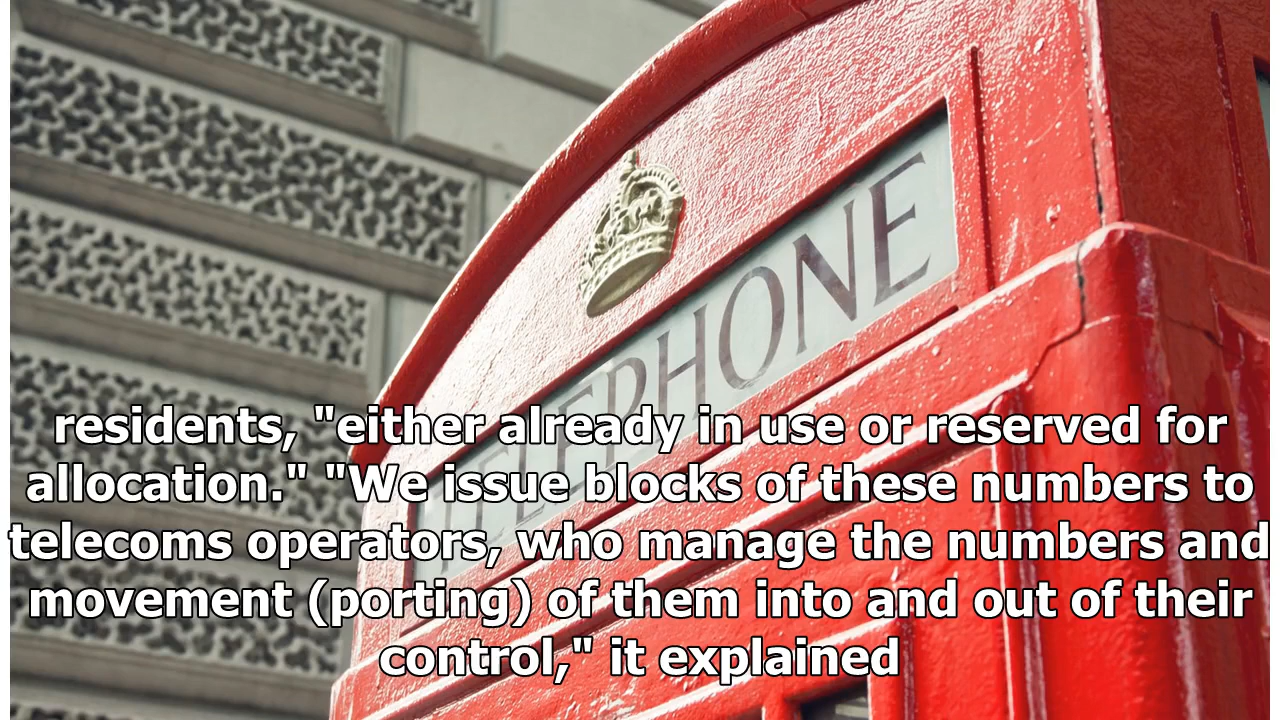 TELEPHONE
residents, "either already in use or reserved for
allocation." "We issue blocks of these numbers to
telecoms operators, who manage the numbers and
movement (porting) of them into and out of their
control," it explained